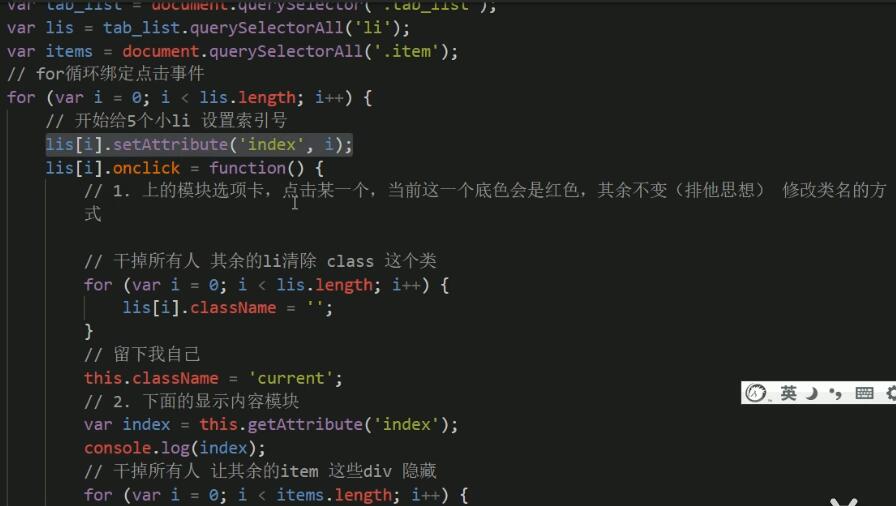 var tab_list = document.querySelector('.tab_list');
var lis = tab_list.querySelectorAll('li');
var items = document.querySelectorAll('.item');
// for循环绑定点击事件
for (var i = 0; i < lis.length; i++) {
// 开始给5个小li 设置索引号
lis[i].setAttribute('index', i);
lis[i].onclick = function() {
// 1. 上的模块选项卡，点击某一个，当前这一个底色会是红色，其余不变（排他思想） 修改类名的方
式
// 干掉所有人 其余的li清除 class 这个类
for (var i = 0; i < lis.length; i++) {
lis[i].className = '';
}
// 留下我自己
this.className = 'current';
// 2. 下面的显示内容模块
var index = this.getAttribute('index');
console.log(index);
// 干掉所有人 让其余的item 这些div 隐藏
for (var i = 0; i < items.length; i++) {
英